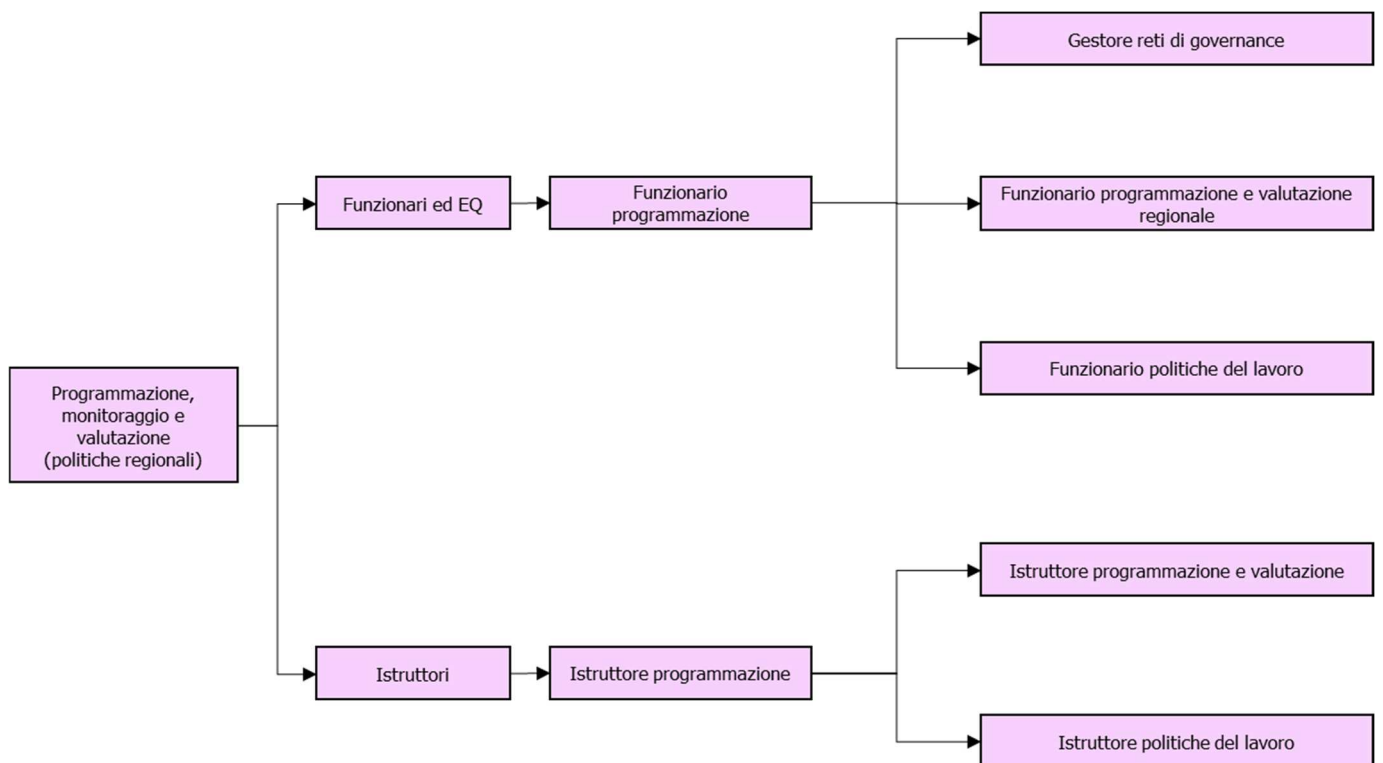 Gestore reti di governance
Funzionari ed EQ
Funzionario
programmazione
Funzionario programmazione e valutazione
regionale
Funzionario politiche del lavoro
Programmazione,
monitoraggio e
valutazione
(politiche regionali)
Istruttore programmazione e valutazione
Istruttori
Istruttore programmazione
Istruttore politiche del lavoro